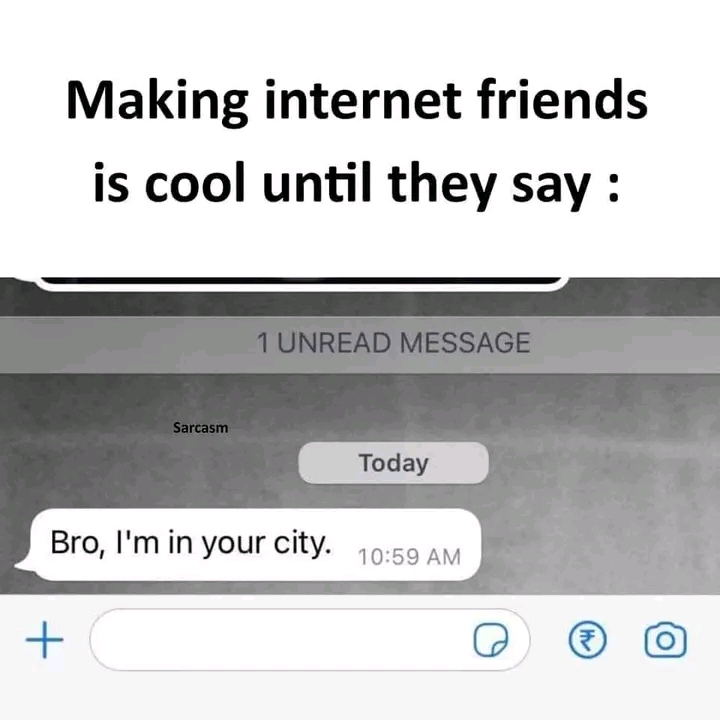 Making internet friends
is cool until they say :
1 UNREAD MESSAGE
Sarcasm
Today
Bro, I'm in your city.
10:59 AM
₹